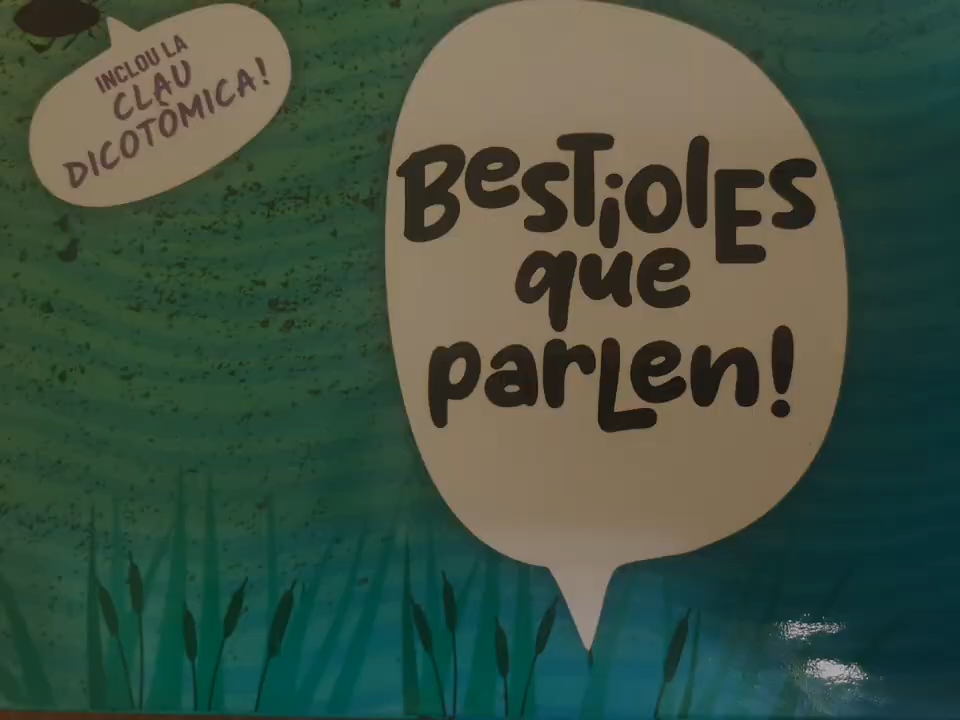 INCLOU LA
CLAU
DICOTÒMICA!
BESTioLES
que
parLen!